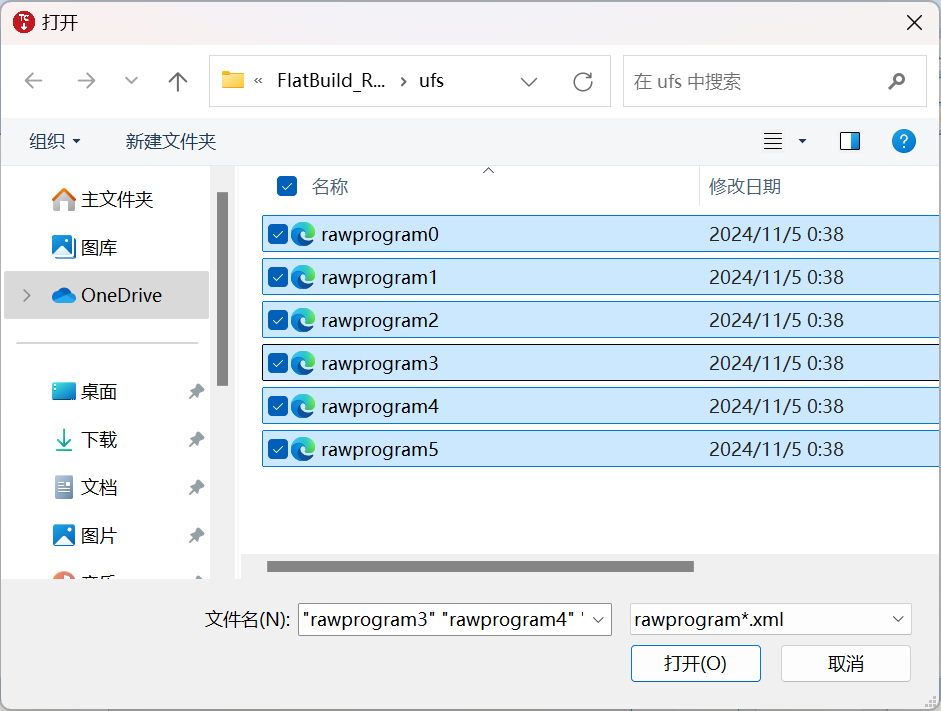 打开
« FlatBuild_R... › ufs
在 ufs 中搜索
组织
新建文件夹
主文件夹
图库
OneDrive
桌面
下载
文档
图片
名称
修改日期
rawprogram0 2024/11/5 0:38
rawprogram1 2024/11/5 0:38
rawprogram2 2024/11/5 0:38
rawprogram3 2024/11/5 0:38
rawprogram4 2024/11/5 0:38
rawprogram5 2024/11/5 0:38
文件名(N): "rawprogram3" "rawprogram4" "
rawprogram*.xml
打开(O)
取消